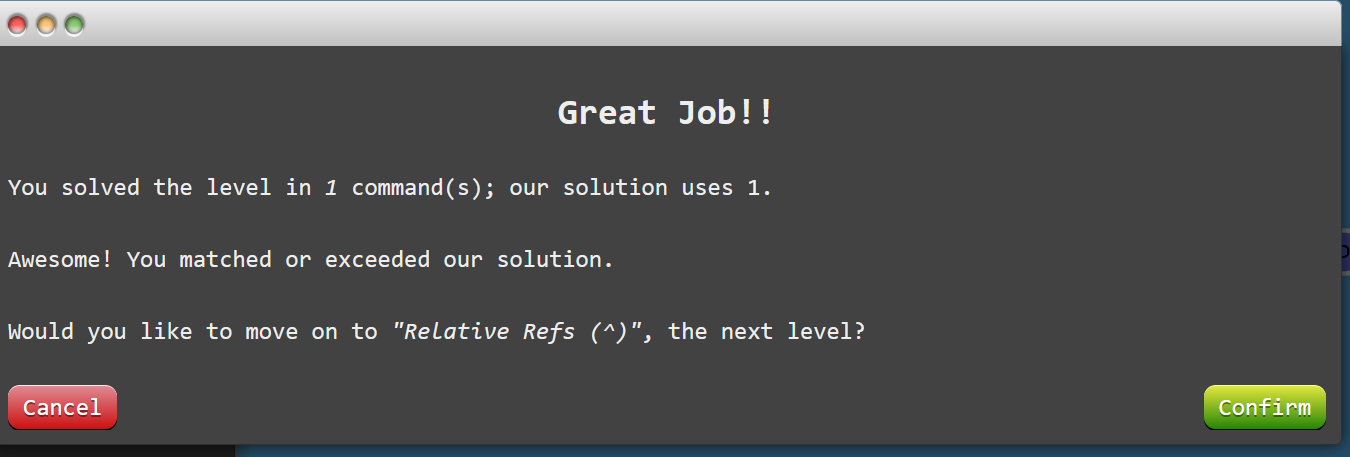 Great Job!!
You solved the level in 1 command(s); our solution uses 1.
Awesome! You matched or exceeded our solution.
Would you like to move on to "Relative Refs (^)", the next level?
Cancel
Confirm